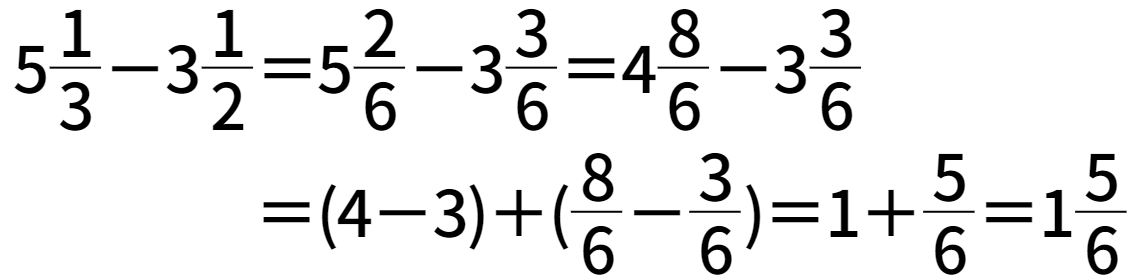 5 1/3 − 3 1/2 = 5 2/6 − 3 3/6 = 4 8/6 − 3 3/6
= (4 − 3) + (8/6 − 3/6) = 1 + 5/6 = 1 5/6